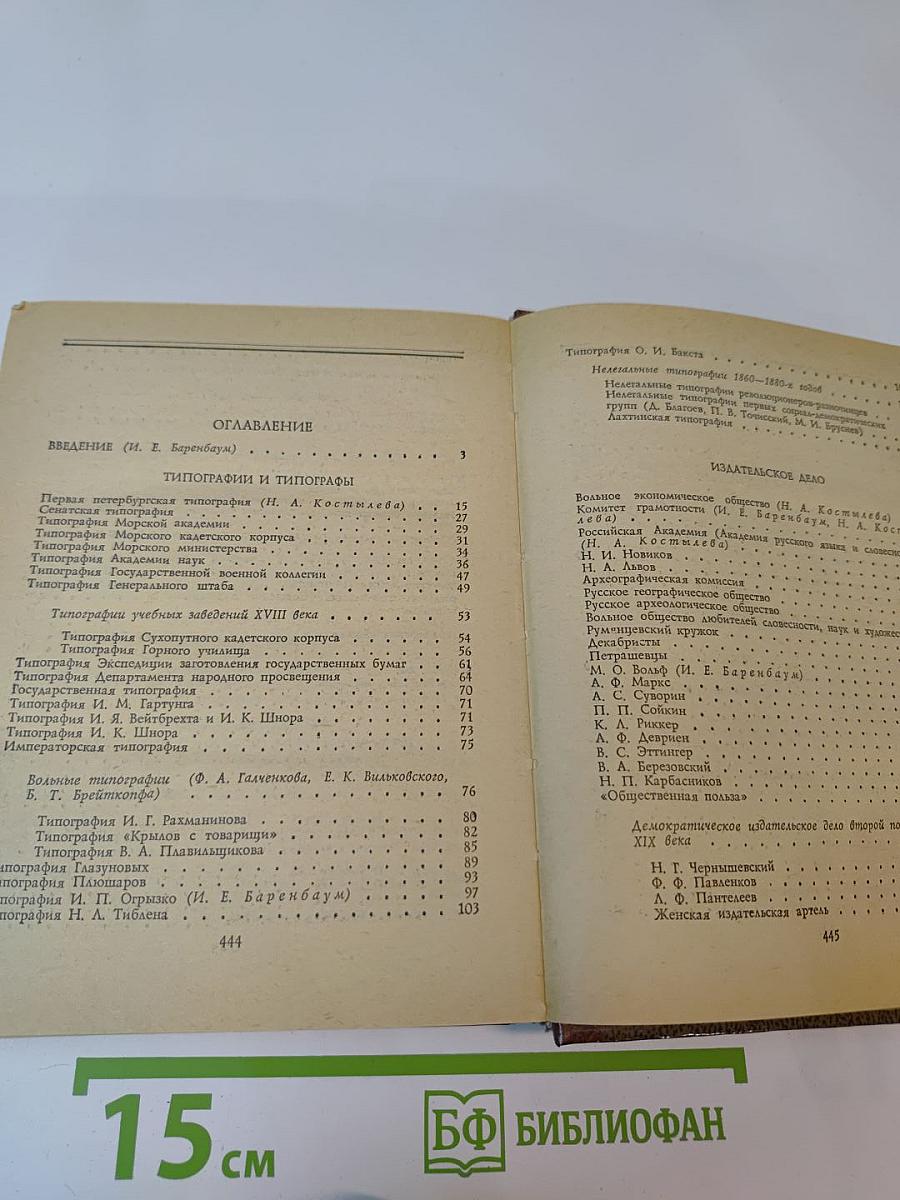 ОГЛАВЛЕНИЕ
ВВЕДЕНИЕ (И. Е. Баренбаум) . . . . . . . . . . . . 3
ТИПОГРАФИИ И ТИПОГРАФЫ
Первая петербургская типография (Н. А. Костылева) . . 15
Сенатская типография . . . . . . . . . . . . . . . 27
Типография Морской академии . . . . . . . . . . . . 29
Типография Морского кадетского корпуса . . . . . . . 31
Типография Морского министерства . . . . . . . . . . 34
Типография Академии наук . . . . . . . . . . . . . 36
Типография Государственной военной коллегии . . . . . 47
Типография Генерального штаба . . . . . . . . . . . 49
Типографии учебных заведений XVIII века . . . . . . 53
Типография Сухопутного кадетского корпуса . . . . . 54
Типография Горного училища . . . . . . . . . . . 56
Типография Экспедиции заготовления государственных бумаг . 61
Типография Департамента народного просвещения . . . . 64
Государственная типография . . . . . . . . . . . . 70
Типография И. М. Гартунга . . . . . . . . . . . . 71
Типография И. Я. Вейтбрехта и И. К. Шнора . . . . . . 71
Типография И. К. Шнора . . . . . . . . . . . . . 73
Императорская типография . . . . . . . . . . . . . 75
Вольные типографии (Ф. А. Галченкова, Е. К. Вильковского,
Б. Т. Брейткопфа) . . . . . . . . . . . . . . 76
Типография И. Г. Рахманинова . . . . . . . . . . 80
Типография «Крылов с товарищи» . . . . . . . . . 82
Типография В. А. Плавильщикова . . . . . . . . . 85
ипография Глазуновых . . . . . . . . . . . . . . 89
ипография Плюшаров . . . . . . . . . . . . . . 93
пография И. П. Огрызко (И. Е. Баренбаум) . . . . . 97
пография Н. Л. Тиблена . . . . . . . . . . . . . 103
444
Типография О. И. Бакста . . . . . . . . . . . 1
Нелегальные типографии 1860—1880-х годов . . . .
Нелегальные типографии революционеров-разночинцев . .
Нелегальные типографии первых социал-демократических
групп (Д. Благоев, П. В. Точисский, М. И. Бруснев) . .
Лахтинская типография . . . . . . . . .
ИЗДАТЕЛЬСКОЕ ДЕЛО
Вольное экономическое общество (Н. А. Костылева)
Комитет грамотности (И. Е. Баренбаум, Н. А. Кост
лева) . . . . . . . . . . . .
Российская Академия (Академия русского языка и словесно
(Н. А. Костылева) . . . . . . .
Н. И. Новиков . . . . . . . . . .
Н. А. Львов . . . . . . . . . .
Археографическая комиссия . . . . . . .
Русское географическое общество . . . . . .
Русское археологическое общество . . . . . .
Вольное общество любителей словесности, наук и художест
Румянцевский кружок . . . . . . . .
Декабристы . . . . . . . . . . .
Петрашевцы . . . . . . . . . . .
М. О. Вольф (И. Е. Баренбаум) . . . . .
А. Ф. Маркс . . . . . . . . . .
А. С. Суворин . . . . . . . . . .
П. П. Сойкин . . . . . . . . . .
К. Л. Риккер . . . . . . . . . .
А. Ф. Девриен . . . . . . . . . .
В. С. Эттингер . . . . . . . . . .
В. А. Березовский . . . . . . . . .
Н. П. Карбасников . . . . . . . . .
«Общественная польза» . . . . . . . .
Демократическое издательское дело второй по
XIX века . . . . . . . . . .
Н. Г. Чернышевский . . . . . . .
Ф. Ф. Павленков . . . . . . . .
Л. Ф. Пантелеев . . . . . . . .
Женская издательская артель . . . . .
445
15 см
БФ БИБЛИОФАН